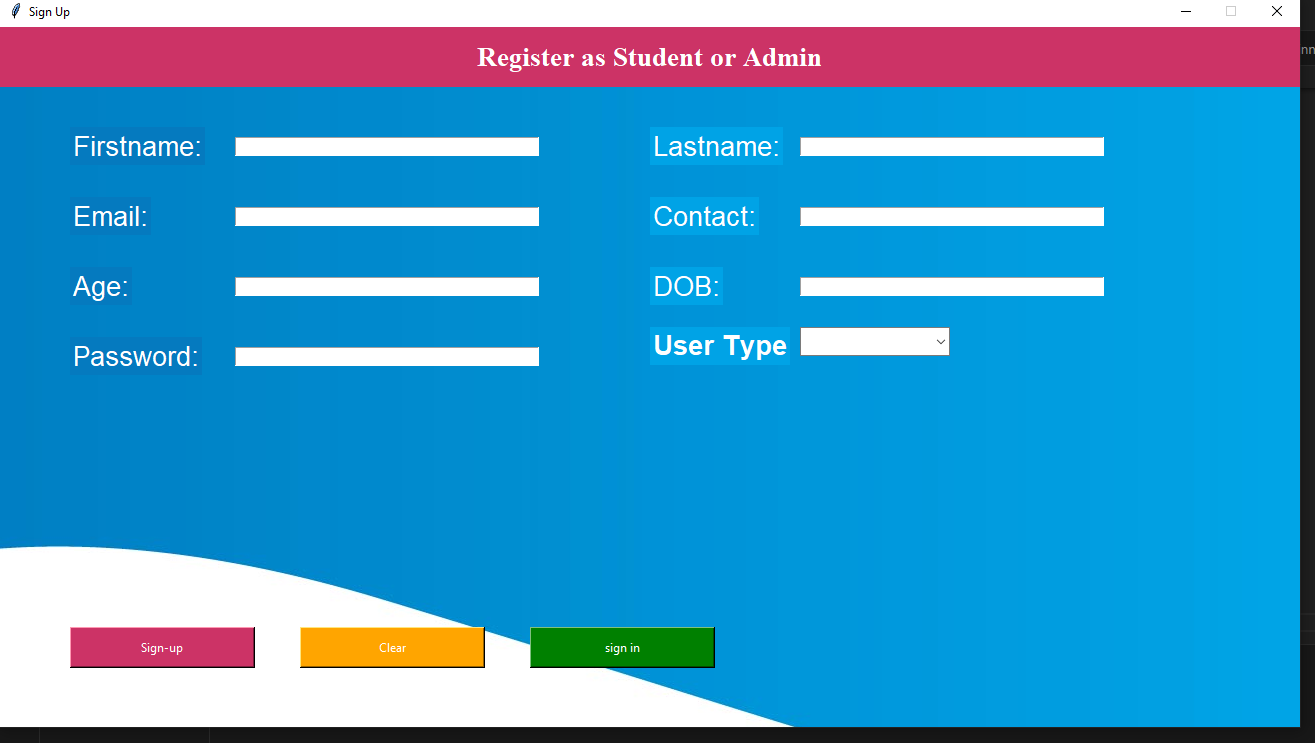 Sign Up
nn
Register as Student or Admin
Firstname:
Lastname:
Email:
Contact:
Age:
DOB:
Password:
User Type
Sign-up
Clear
sign in